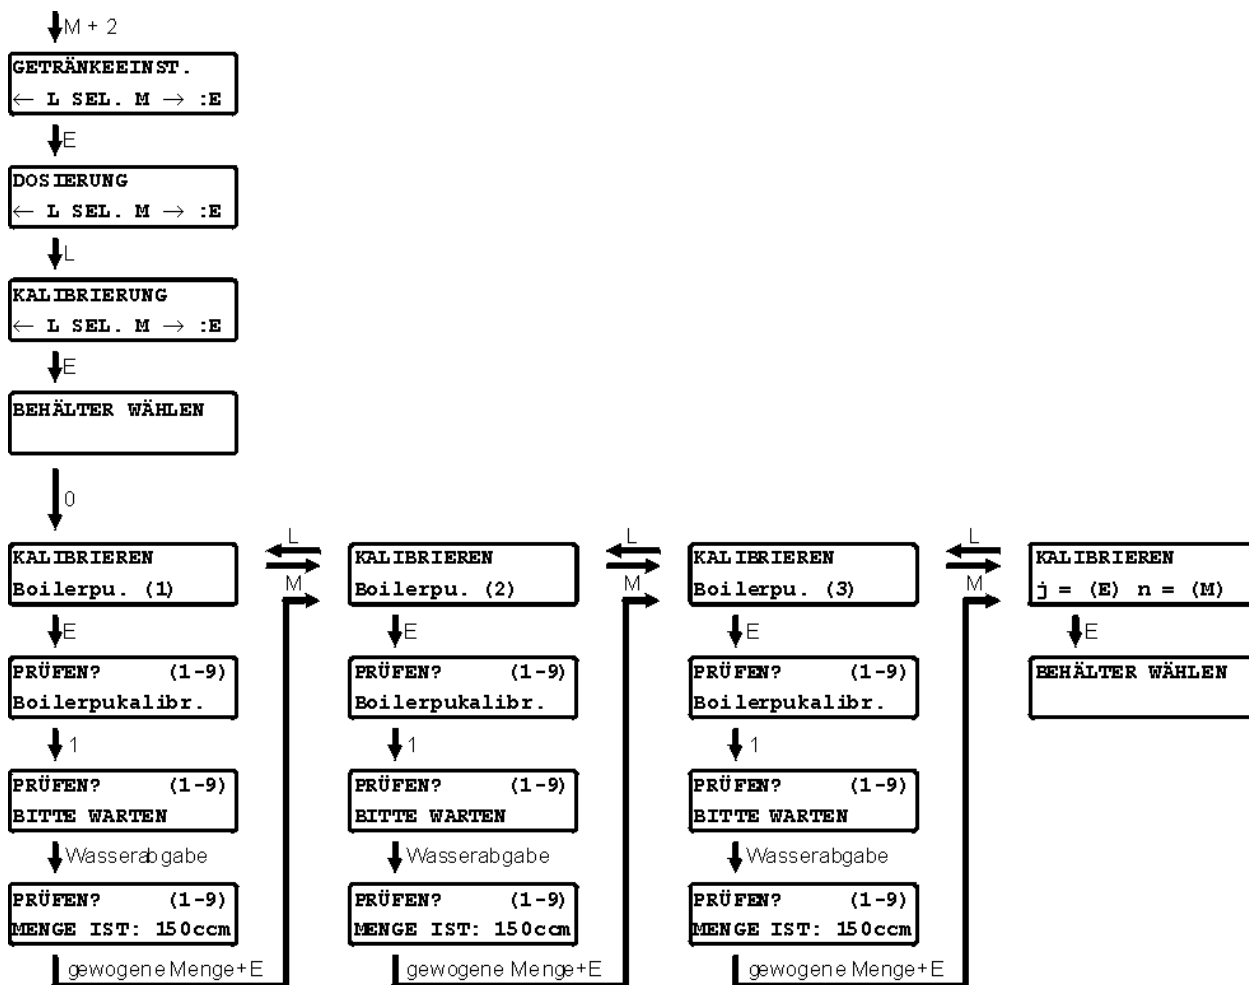 M + 2
GETRÄNKEEINST.
← L SEL. M → :E
E
DOSIERUNG
← L SEL. M → :E
L
KALIBRIERUNG
← L SEL. M → :E
E
BEHÄLTER WÄHLEN
0
KALIBRIEREN
Boilerpu. (1)
E
PRÜFEN? (1-9)
Boilerpukalibr.
1
PRÜFEN? (1-9)
BITTE WARTEN
Wasserabgabe
PRÜFEN? (1-9)
MENGE IST: 150ccm
gewogene Menge+E
L
M
KALIBRIEREN
Boilerpu. (2)
E
PRÜFEN? (1-9)
Boilerpukalibr.
1
PRÜFEN? (1-9)
BITTE WARTEN
Wasserabgabe
PRÜFEN? (1-9)
MENGE IST: 150ccm
gewogene Menge+E
L
M
KALIBRIEREN
Boilerpu. (3)
E
PRÜFEN? (1-9)
Boilerpukalibr.
1
PRÜFEN? (1-9)
BITTE WARTEN
Wasserabgabe
PRÜFEN? (1-9)
MENGE IST: 150ccm
gewogene Menge+E
L
M
KALIBRIEREN
j = (E) n = (M)
E
BEHÄLTER WÄHLEN